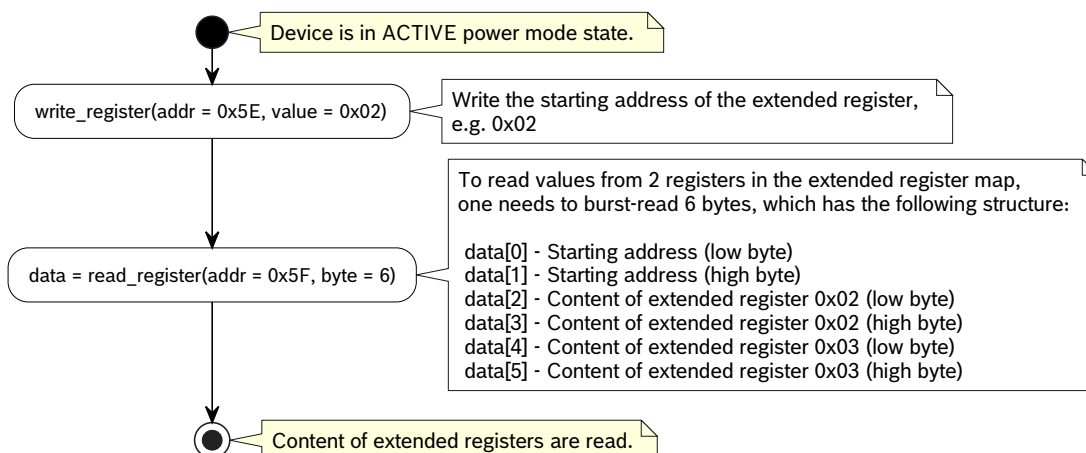 Device is in ACTIVE power mode state.
write_register(addr = 0x5E, value = 0x02)
Write the starting address of the extended register,
e.g. 0x02
To read values from 2 registers in the extended register map,
one needs to burst-read 6 bytes, which has the following structure:
data[0] - Starting address (low byte)
data[1] - Starting address (high byte)
data[2] - Content of extended register 0x02 (low byte)
data[3] - Content of extended register 0x02 (high byte)
data[4] - Content of extended register 0x03 (low byte)
data[5] - Content of extended register 0x03 (high byte)
data = read_register(addr = 0x5F, byte = 6)
Content of extended registers are read.